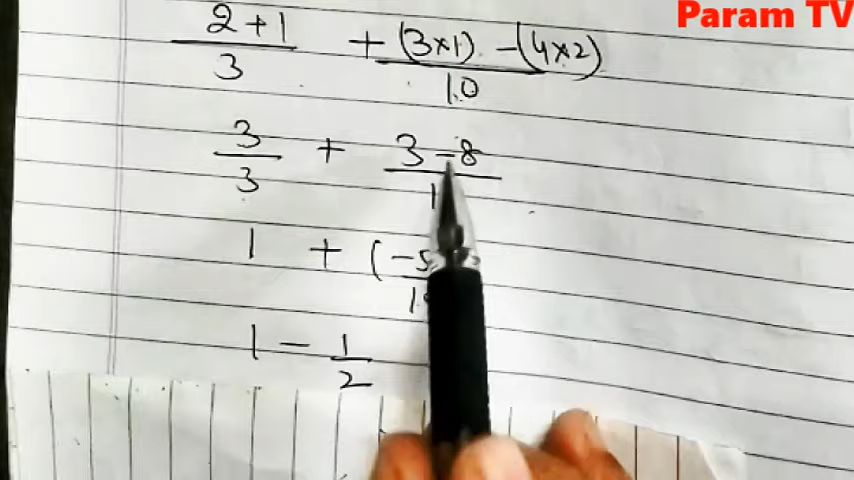 Param TV
2 + 1 / 3 + (3×1) - (4×2) / 10
3/3 + 3 - 8 / 1
1 + (-5 / 1
1 - 1/2